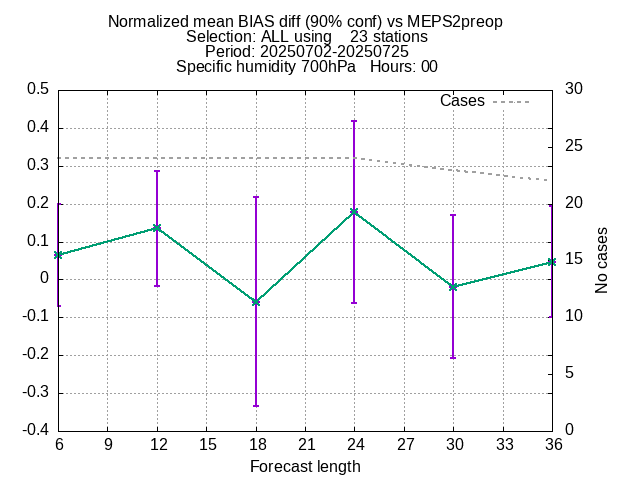 Normalized mean BIAS diff (90% conf) vs MEPS2preop
Selection: ALL using    23 stations
Period: 20250702-20250725
Specific humidity 700hPa   Hours: 00
Cases
0.5
0.4
0.3
0.2
0.1
0
-0.1
-0.2
-0.3
-0.4
30
25
20
15
10
5
0
No cases
6 9 12 15 18 21 24 27 30 33 36
Forecast length